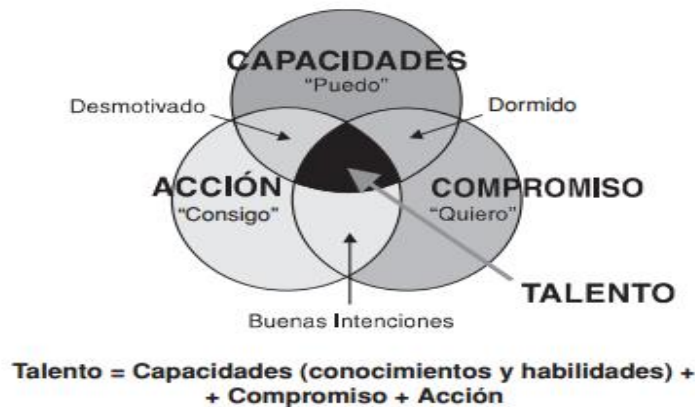 CAPACIDADES
"Puedo"
Desmotivado
Dormido
ACCIÓN
"Consigo"
COMPROMISO
"Quiero"
TALENTO
Buenas Intenciones
Talento = Capacidades (conocimientos y habilidades) +
+ Compromiso + Acción